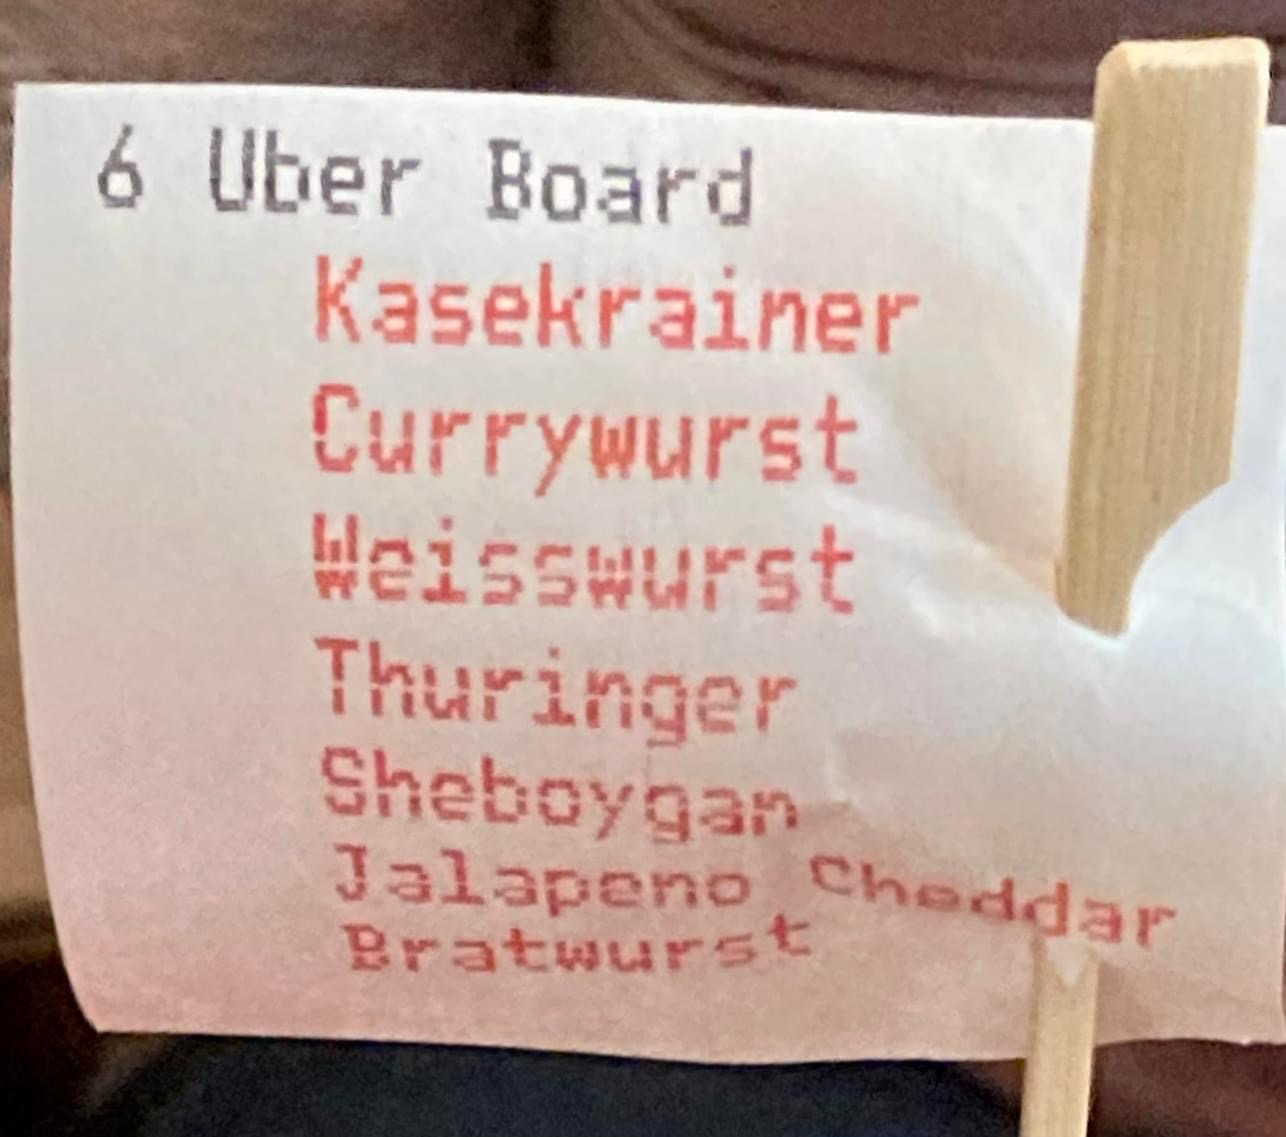 6 Uber Board
Kasekrainer
Currywurst
Weisswurst
Thuringer
Sheboygan
Jalapeno Cheddar
Bratwurst